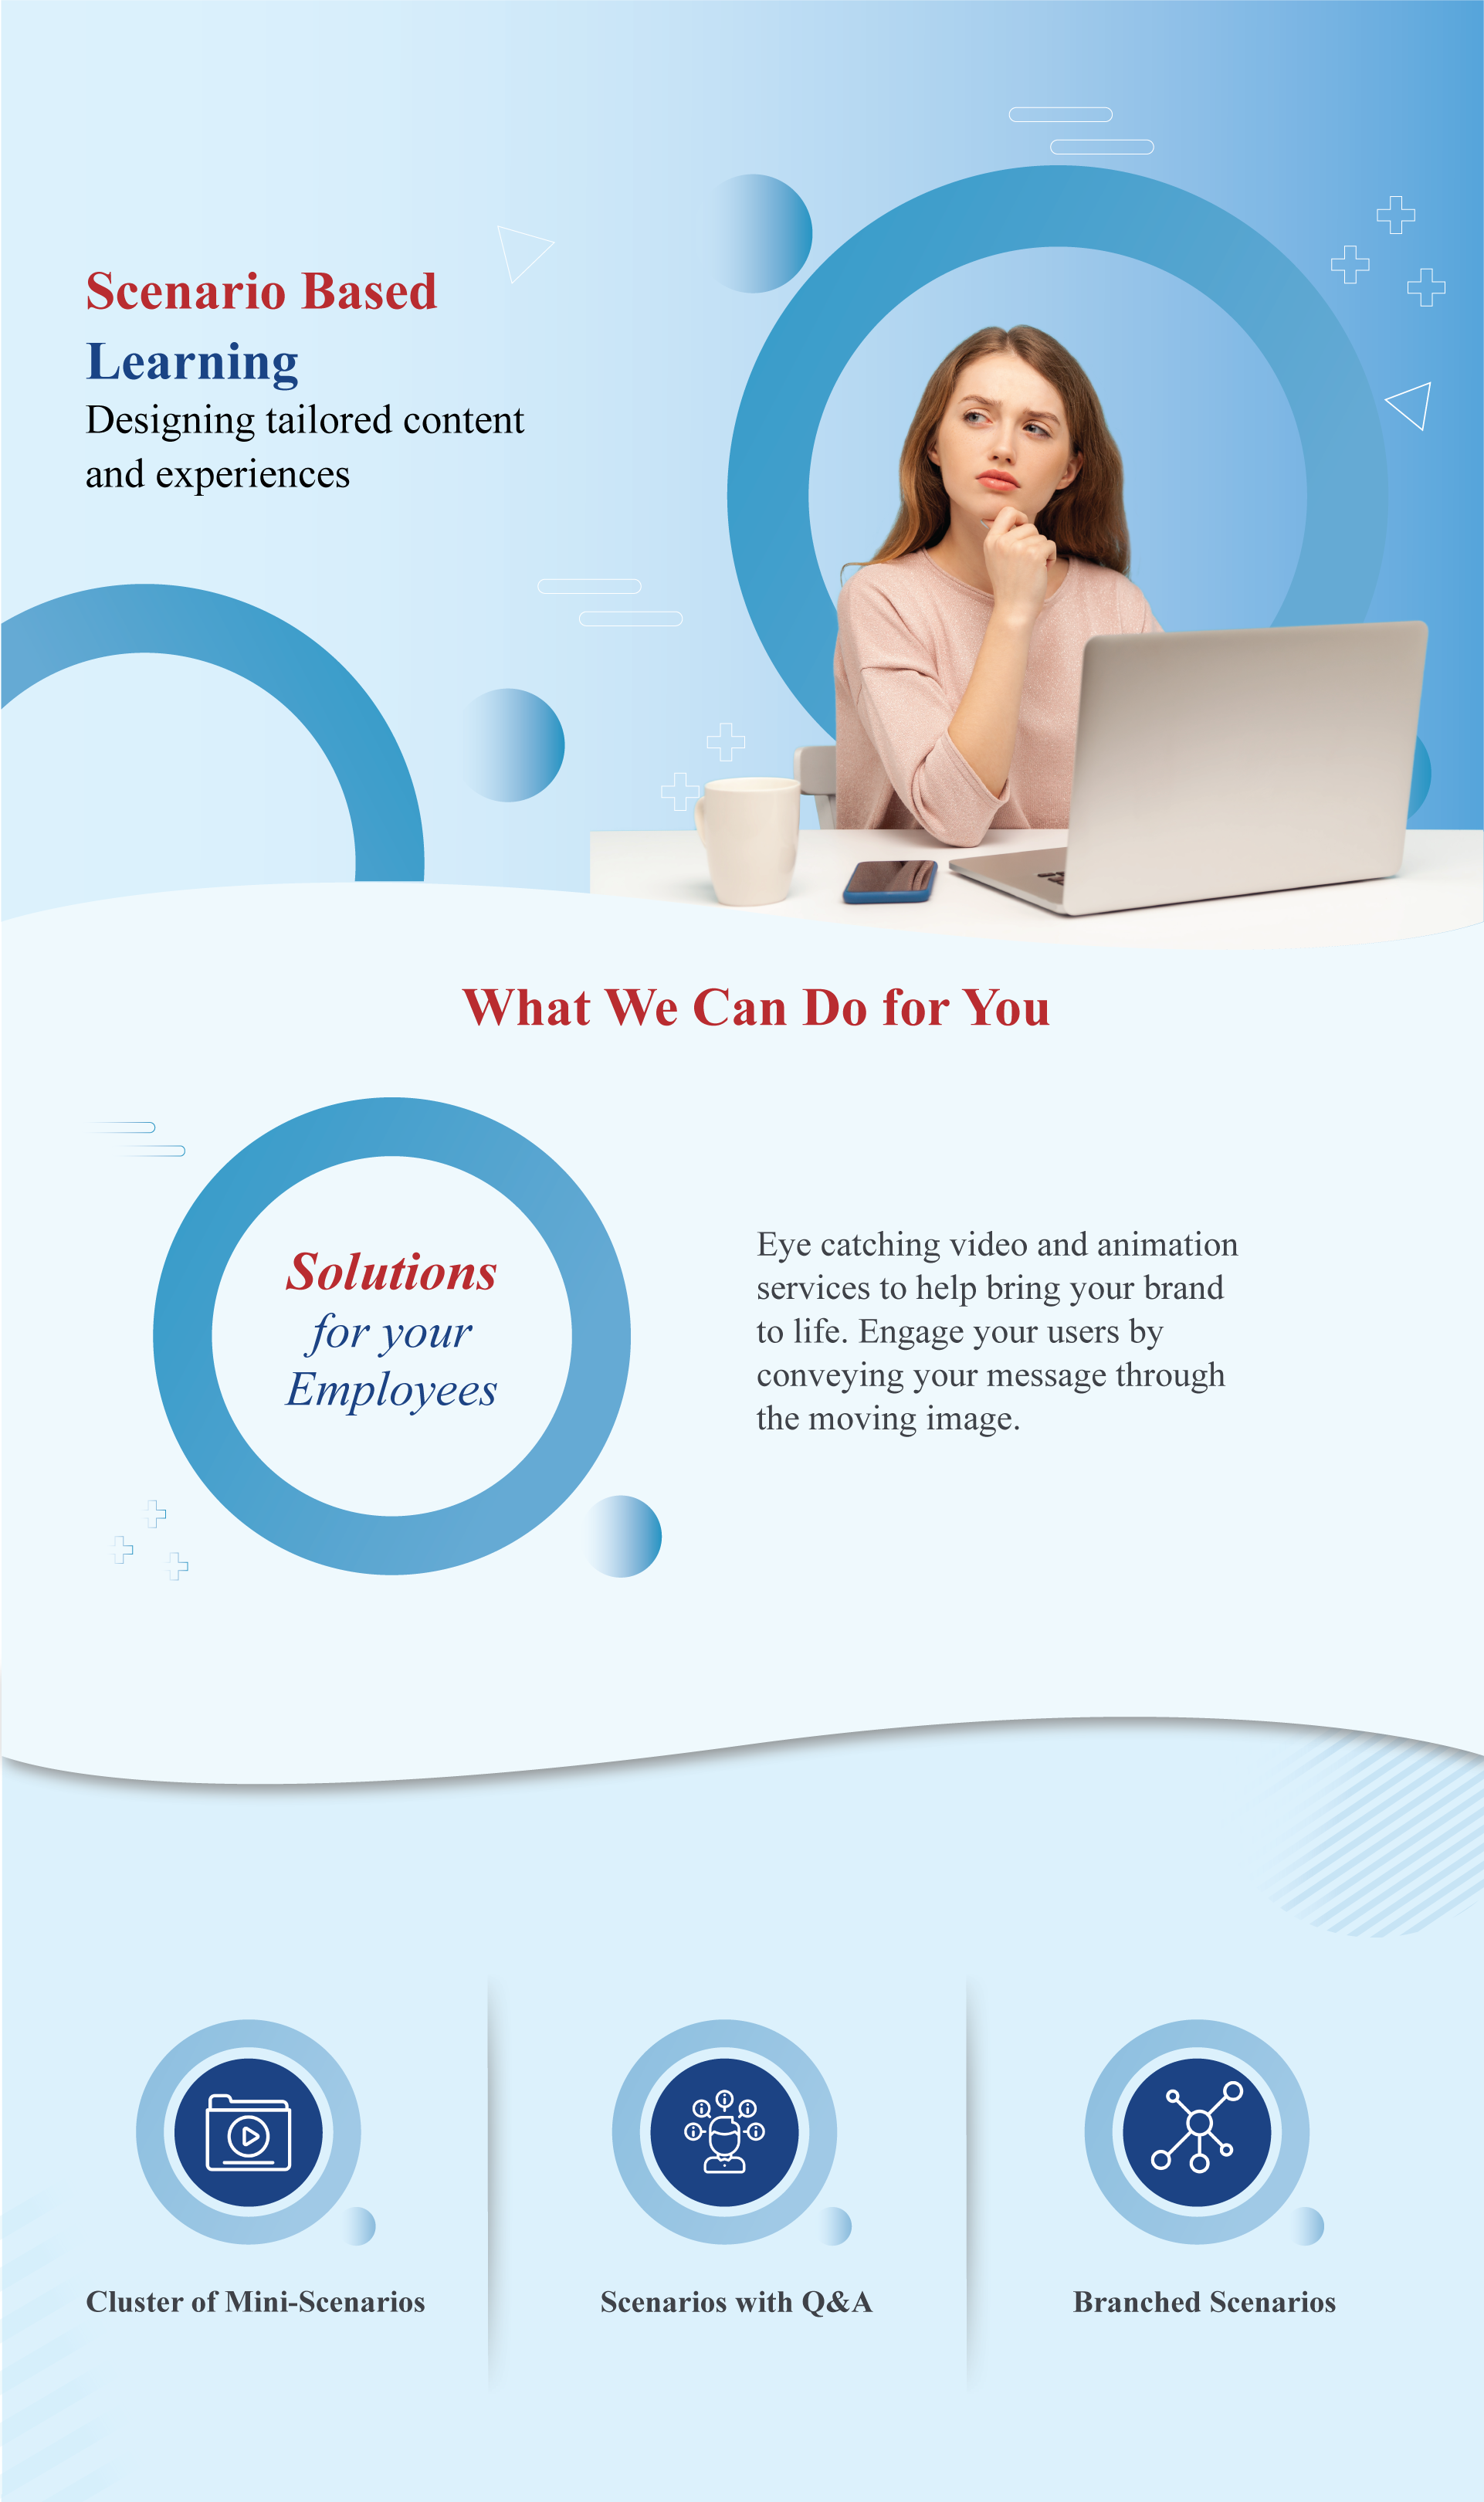 Scenario Based
Learning
Designing tailored content
and experiences
What We Can Do for You
Solutions
for your
Employees
Eye catching video and animation
services to help bring your brand
to life. Engage your users by
conveying your message through
the moving image.
Cluster of Mini-Scenarios
Scenarios with Q&A
Branched Scenarios